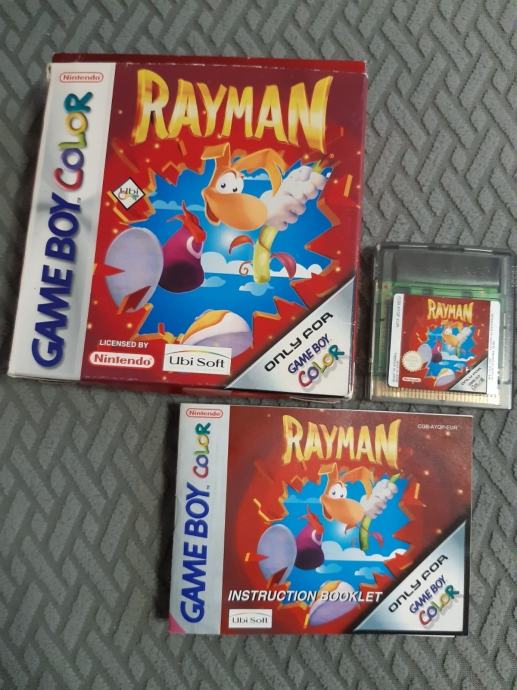 Nintendo
GAME BOY COLOR
RAYMAN
Ubi
LICENSED BY
Nintendo
Ubi Soft
ONLY FOR
GAME BOY
COLOR
RAYMAN
Nintendo
GAME BOY COLOR
CGB-AYQP-EUR
RAYMAN
INSTRUCTION BOOKLET
Ubi Soft
ONLY FOR
GAME BOY
COLOR